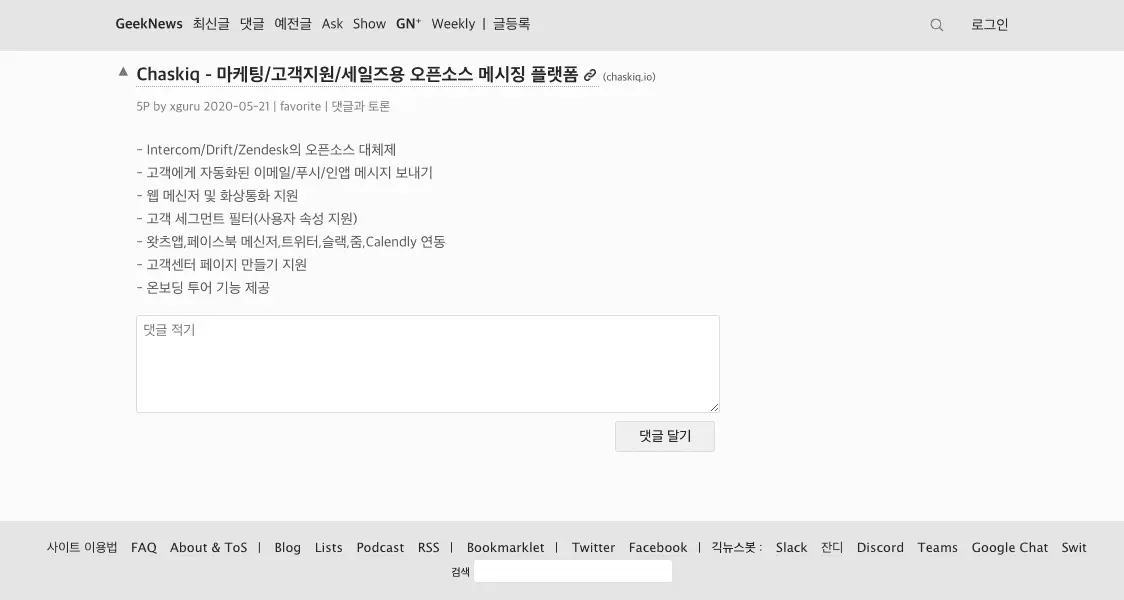 GeekNews 최신글 댓글 예전글 Ask Show GN⁺ Weekly | 글등록 로그인
▲ Chaskiq - 마케팅/고객지원/세일즈용 오픈소스 메시징 플랫폼 (chaskiq.io)
5P by xguru 2020-05-21 | favorite | 댓글과 토론
- Intercom/Drift/Zendesk의 오픈소스 대체제
- 고객에게 자동화된 이메일/푸시/인앱 메시지 보내기
- 웹 메신저 및 화상통화 지원
- 고객 세그먼트 필터(사용자 속성 지원)
- 왓츠앱,페이스북 메신저,트위터,슬랙,줌,Calendly 연동
- 고객센터 페이지 만들기 지원
- 온보딩 투어 기능 제공
댓글 적기
댓글 달기
사이트 이용법 FAQ About & ToS | Blog Lists Podcast RSS | Bookmarklet | Twitter Facebook | 긱뉴스봇 : Slack 잔디 Discord Teams Google Chat Swit
검색